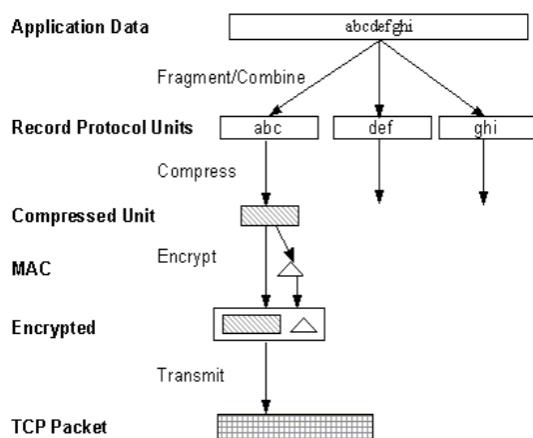 Application Data
abcdefghi
Fragment/Combine
Record Protocol Units
abc
def
ghi
Compress
Compressed Unit
Encrypt
MAC
Encrypted
Transmit
TCP Packet